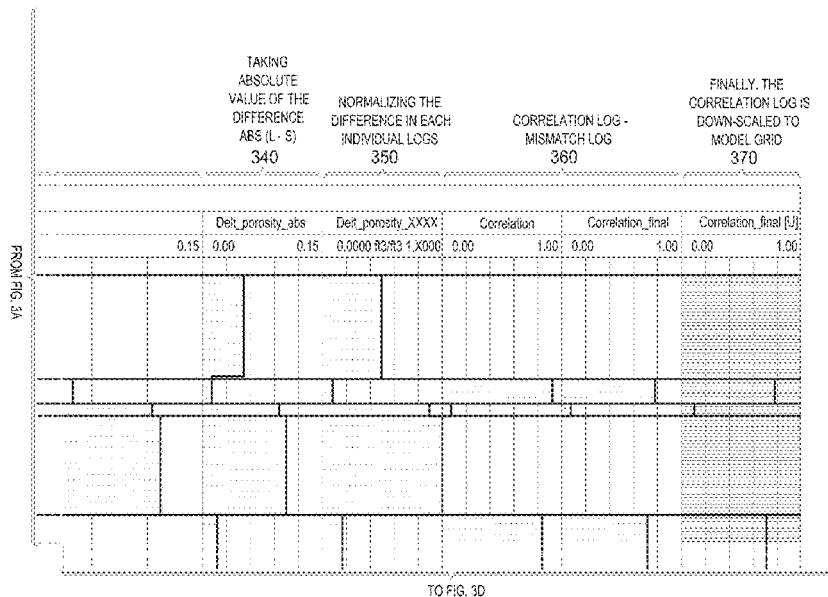 TAKING
ABSOLUTE
VALUE OF THE
DIFFERENCE
ABS (L - S)
340
NORMALIZING THE
DIFFERENCE IN EACH
INDIVIDUAL LOGS
350
CORRELATION LOG -
MISMATCH LOG
360
FINALLY, THE
CORRELATION LOG IS
DOWN-SCALED TO
MODEL GRID
370
Delt_porosity_abs Delt_porosity_XXXX Correlation Correlation_final Correlation_final [U]
0.15 0.00 0.15 0.0000 ft3/ft3 1.X000 0.00 1.00 0.00 1.00 0.00 1.00
FROM FIG. 3A
TO FIG. 3D